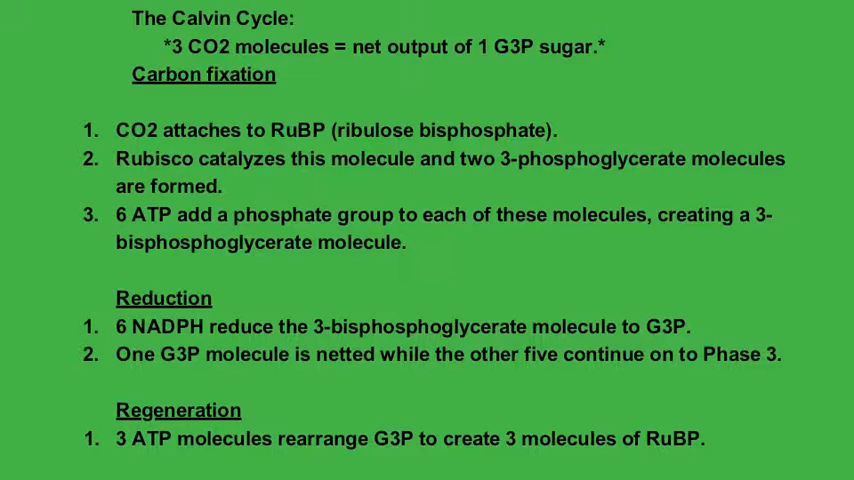 The Calvin Cycle:
*3 CO2 molecules = net output of 1 G3P sugar.*
Carbon fixation
1. CO2 attaches to RuBP (ribulose bisphosphate).
2. Rubisco catalyzes this molecule and two 3-phosphoglycerate molecules
are formed.
3. 6 ATP add a phosphate group to each of these molecules, creating a 3-
bisphosphoglycerate molecule.
Reduction
1. 6 NADPH reduce the 3-bisphosphoglycerate molecule to G3P.
2. One G3P molecule is netted while the other five continue on to Phase 3.
Regeneration
1. 3 ATP molecules rearrange G3P to create 3 molecules of RuBP.